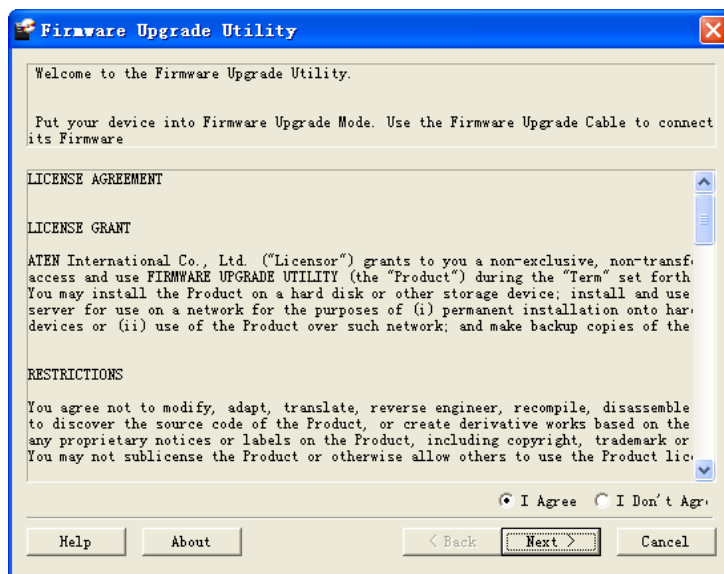 Firmware Upgrade Utility
Welcome to the Firmware Upgrade Utility.
Put your device into Firmware Upgrade Mode. Use the Firmware Upgrade Cable to connect
its Firmware
LICENSE AGREEMENT
LICENSE GRANT
ATEN International Co., Ltd. ("Licensor") grants to you a non-exclusive, non-transf
access and use FIRMWARE UPGRADE UTILITY (the "Product") during the "Term" set forth
You may install the Product on a hard disk or other storage device; install and use
server for use on a network for the purposes of (i) permanent installation onto har
devices or (ii) use of the Product over such network; and make backup copies of the
RESTRICTIONS
You agree not to modify, adapt, translate, reverse engineer, recompile, disassemble
to discover the source code of the Product, or create derivative works based on the
any proprietary notices or labels on the Product, including copyright, trademark or
You may not sublicense the Product or otherwise allow others to use the Product lic
I Agree I Don't Agr
Help About < Back Next > Cancel